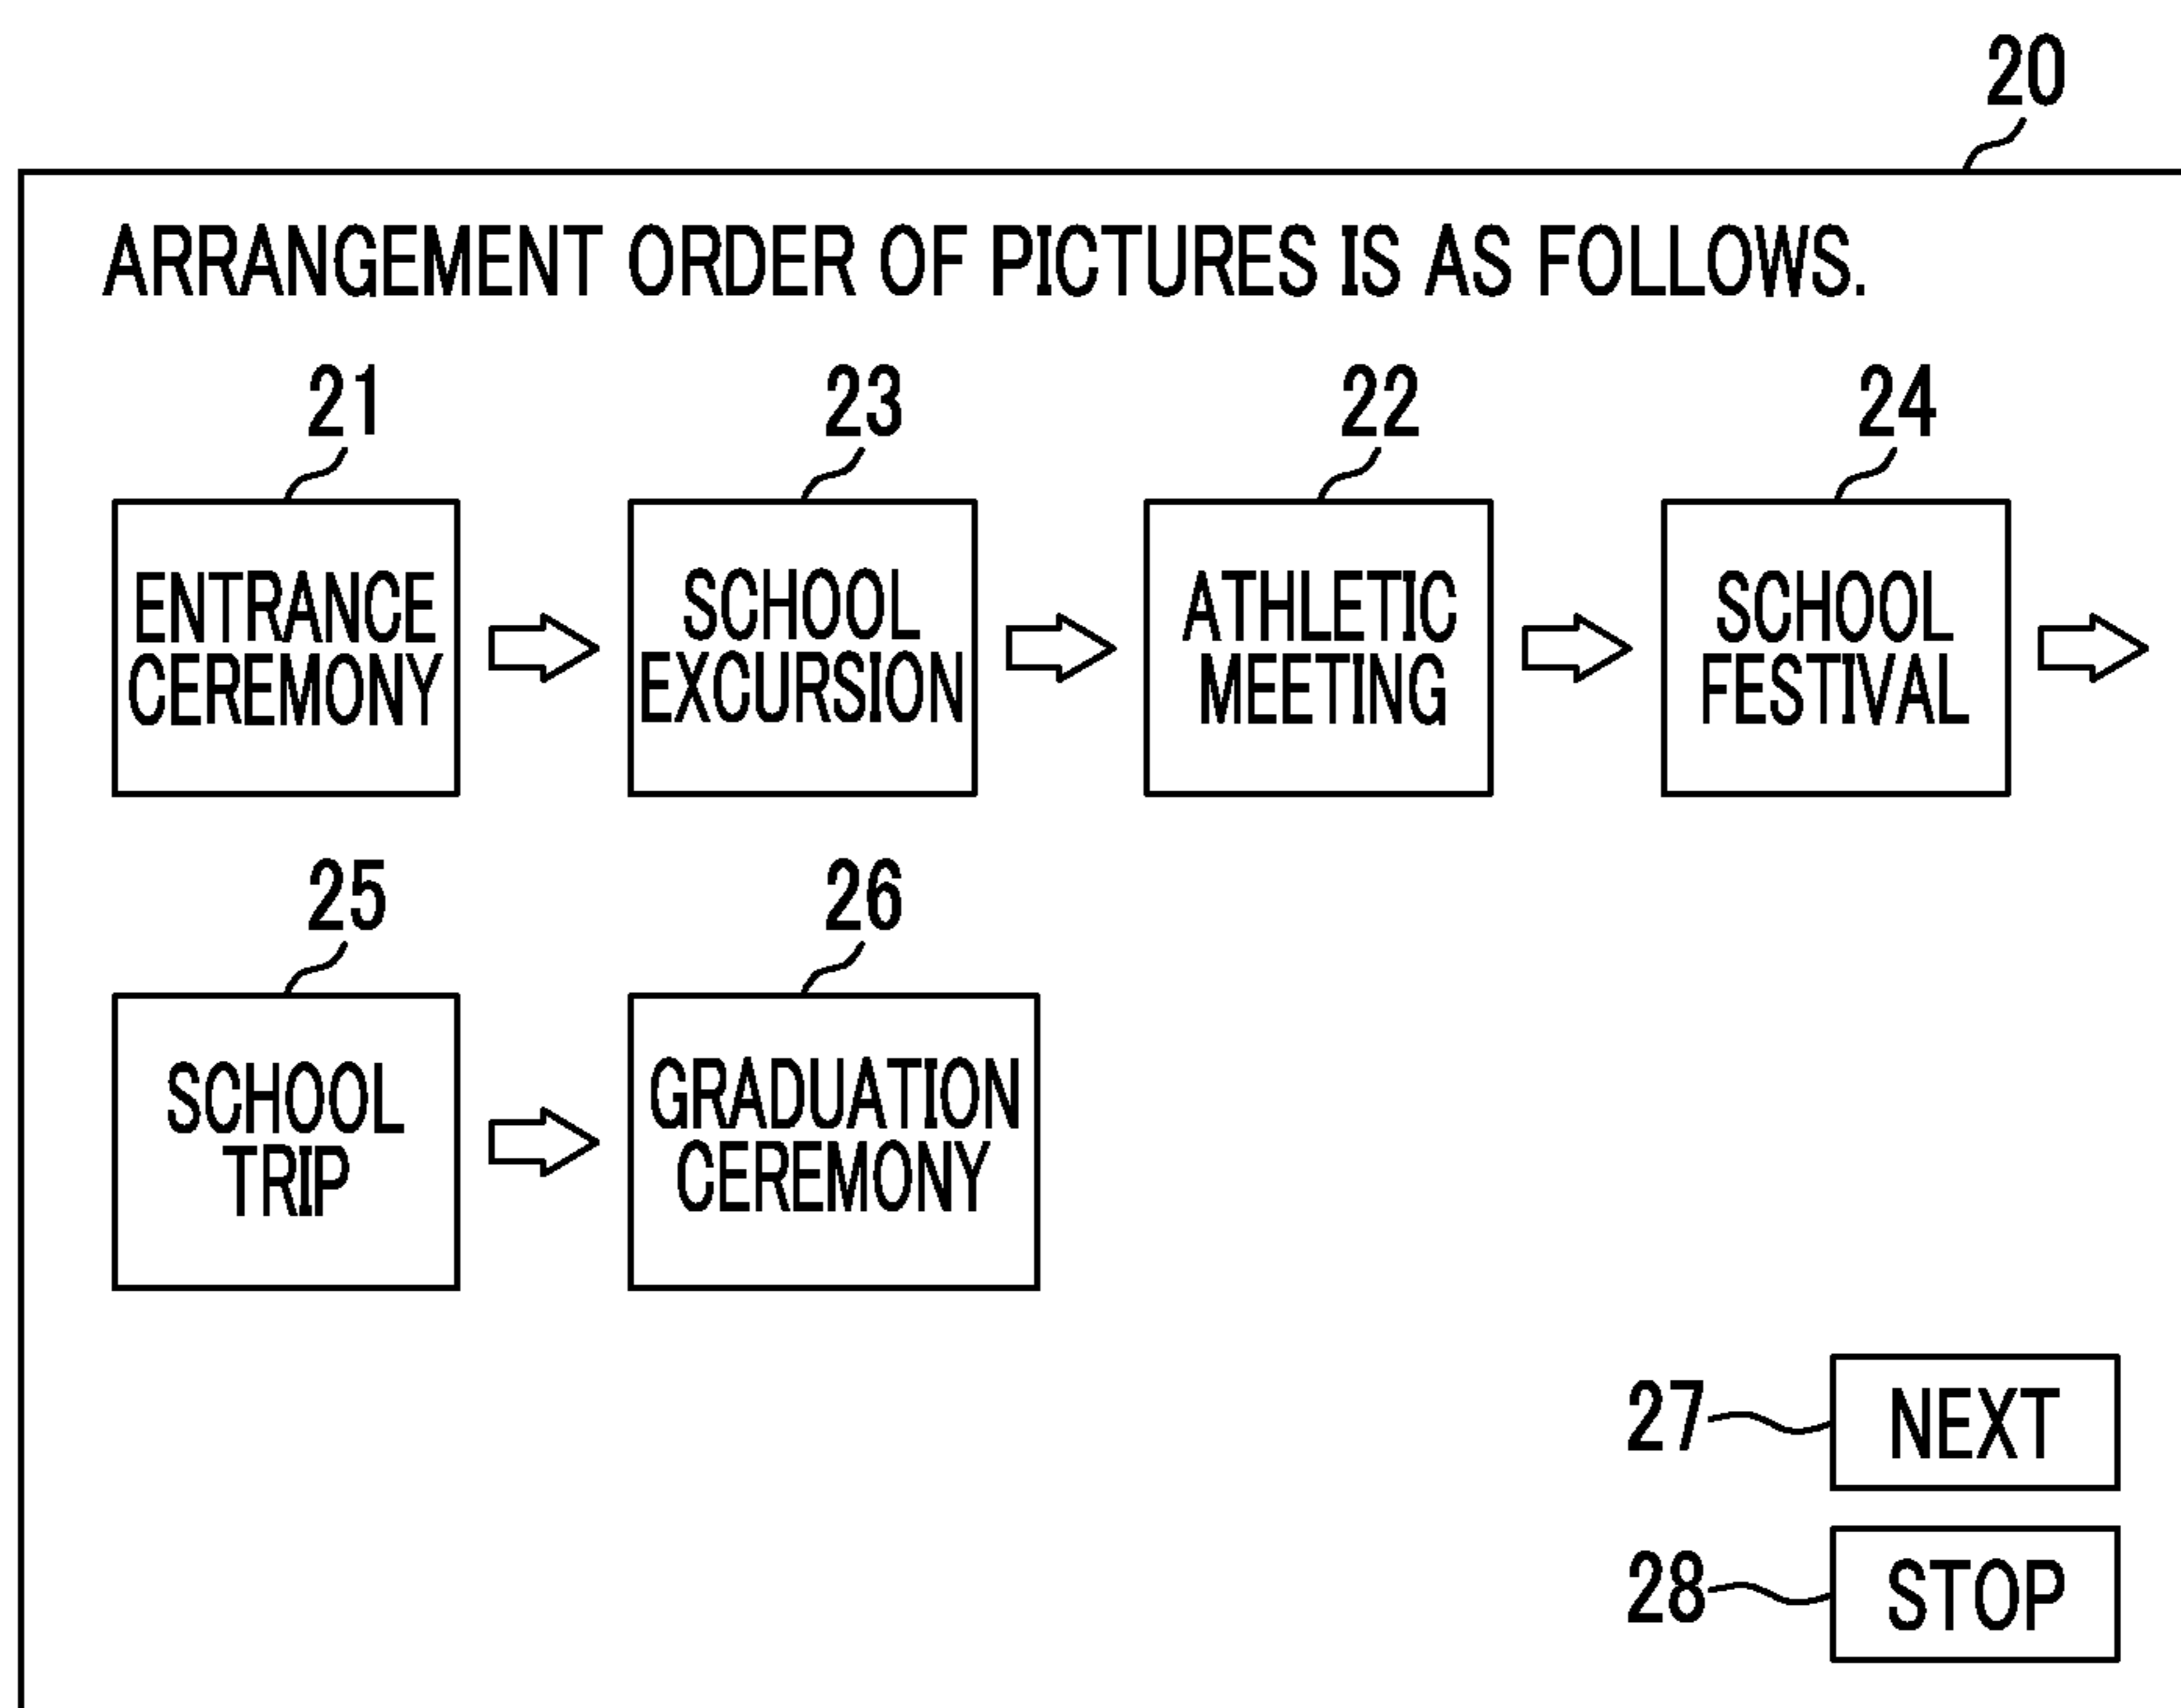 20
ARRANGEMENT ORDER OF PICTURES IS AS FOLLOWS.
21
23
22
24
ENTRANCE
CEREMONY
SCHOOL
EXCURSION
ATHLETIC
MEETING
SCHOOL
FESTIVAL
25
26
SCHOOL
TRIP
GRADUATION
CEREMONY
27
NEXT
28
STOP